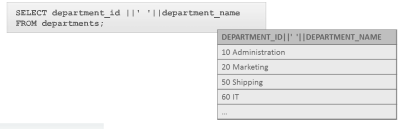 SELECT department_id ||' '||department_name
FROM departments;
DEPARTMENT_ID||' '||DEPARTMENT_NAME
10 Administration
20 Marketing
50 Shipping
60 IT
...